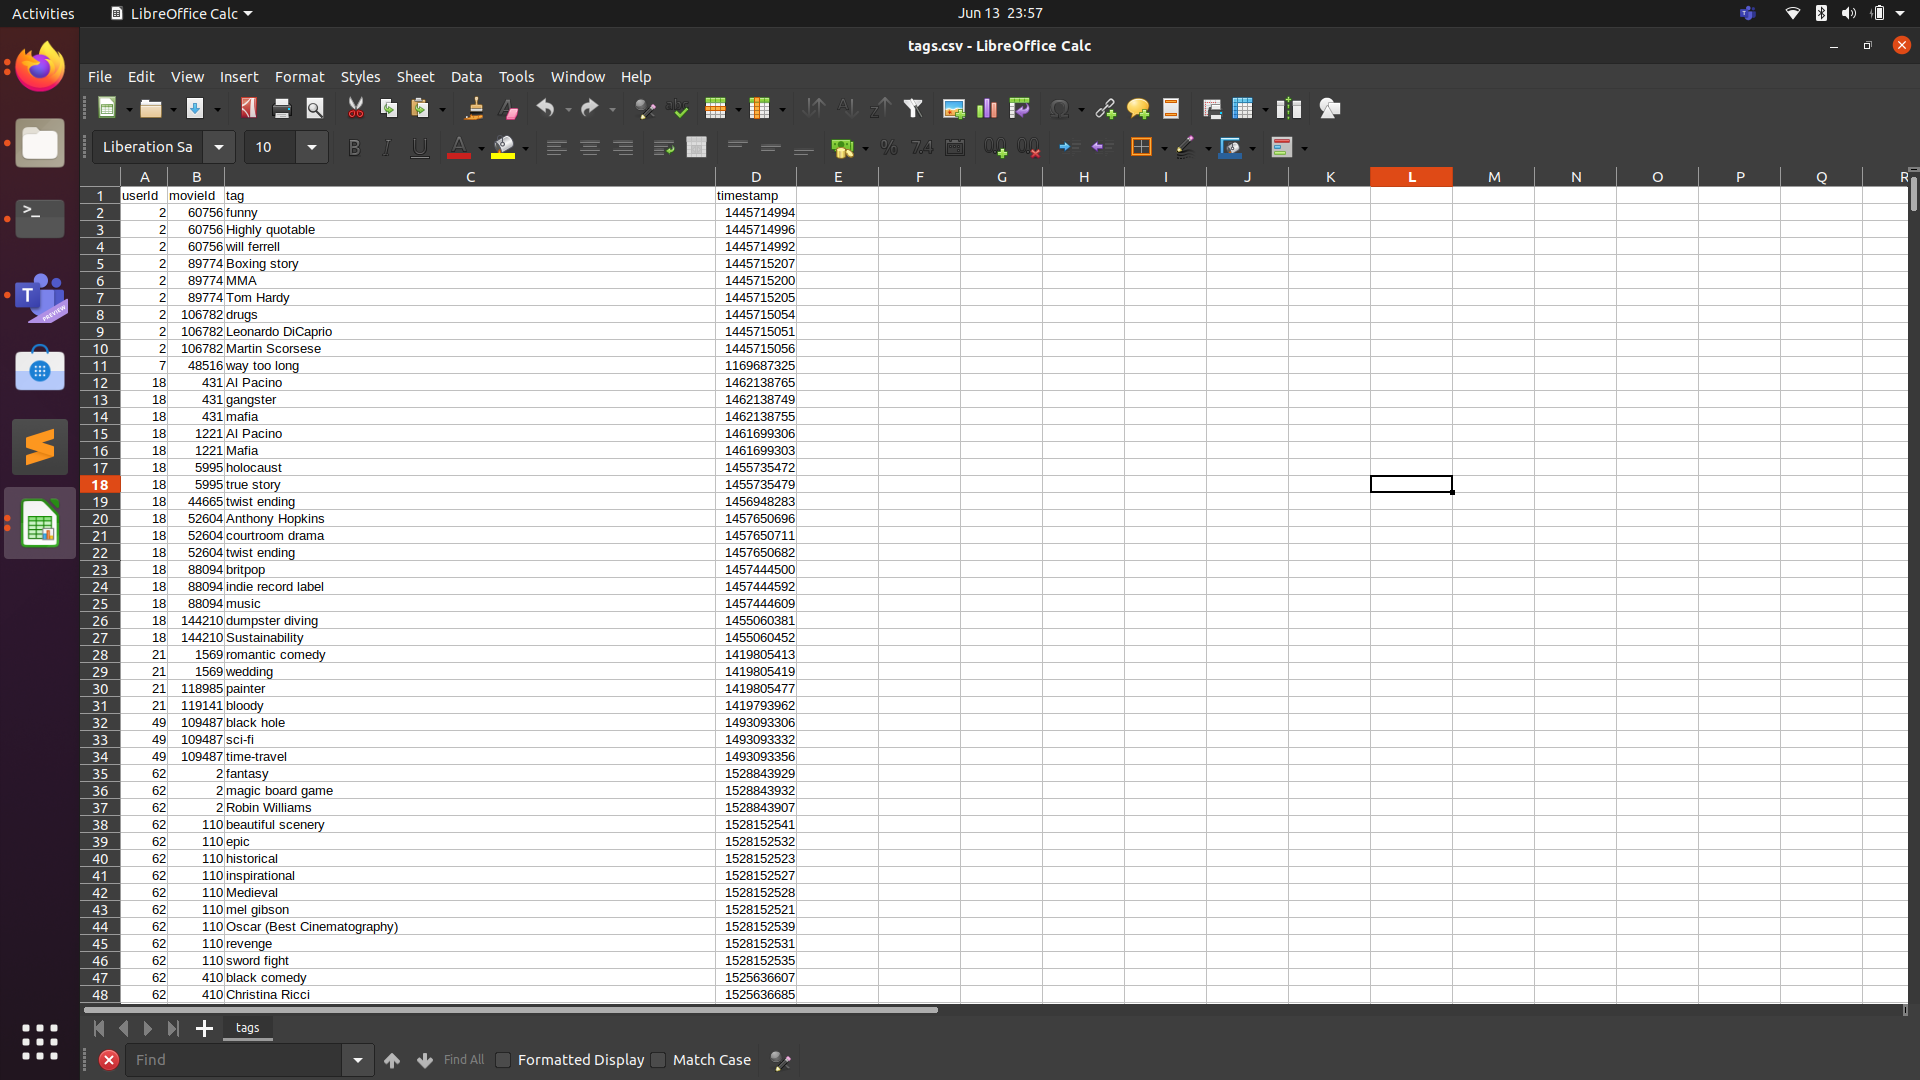 Activities LibreOffice Calc Jun 13 23:57
tags.csv - LibreOffice Calc
File Edit View Insert Format Styles Sheet Data Tools Window Help
Liberation Sa 10
A B C D E F G H I J K L M N O P Q R
1 userId movieId tag timestamp
2 2 60756 funny 1445714994
3 2 60756 Highly quotable 1445714996
4 2 60756 will ferrell 1445714992
5 2 89774 Boxing story 1445715207
6 2 89774 MMA 1445715200
7 2 89774 Tom Hardy 1445715205
8 2 106782 drugs 1445715054
9 2 106782 Leonardo DiCaprio 1445715051
10 2 106782 Martin Scorsese 1445715056
11 7 48516 way too long 1169687325
12 18 431 Al Pacino 1462138765
13 18 431 gangster 1462138749
14 18 431 mafia 1462138755
15 18 1221 Al Pacino 1461699306
16 18 1221 Mafia 1461699303
17 18 5995 holocaust 1455735472
18 18 5995 true story 1455735479
19 18 44665 twist ending 1456948283
20 18 52604 Anthony Hopkins 1457650696
21 18 52604 courtroom drama 1457650711
22 18 52604 twist ending 1457650682
23 18 88094 britpop 1457444500
24 18 88094 indie record label 1457444592
25 18 88094 music 1457444609
26 18 144210 dumpster diving 1455060381
27 18 144210 Sustainability 1455060452
28 21 1569 romantic comedy 1419805413
29 21 1569 wedding 1419805419
30 21 118985 painter 1419805477
31 21 119141 bloody 1419793962
32 49 109487 black hole 1493093306
33 49 109487 sci-fi 1493093332
34 49 109487 time-travel 1493093356
35 62 2 fantasy 1528843929
36 62 2 magic board game 1528843932
37 62 2 Robin Williams 1528843907
38 62 110 beautiful scenery 1528152541
39 62 110 epic 1528152532
40 62 110 historical 1528152523
41 62 110 inspirational 1528152527
42 62 110 Medieval 1528152528
43 62 110 mel gibson 1528152521
44 62 110 Oscar (Best Cinematography) 1528152539
45 62 110 revenge 1528152531
46 62 110 sword fight 1528152535
47 62 410 black comedy 1525636607
48 62 410 Christina Ricci 1525636685
tags
Find Find All Formatted Display Match Case